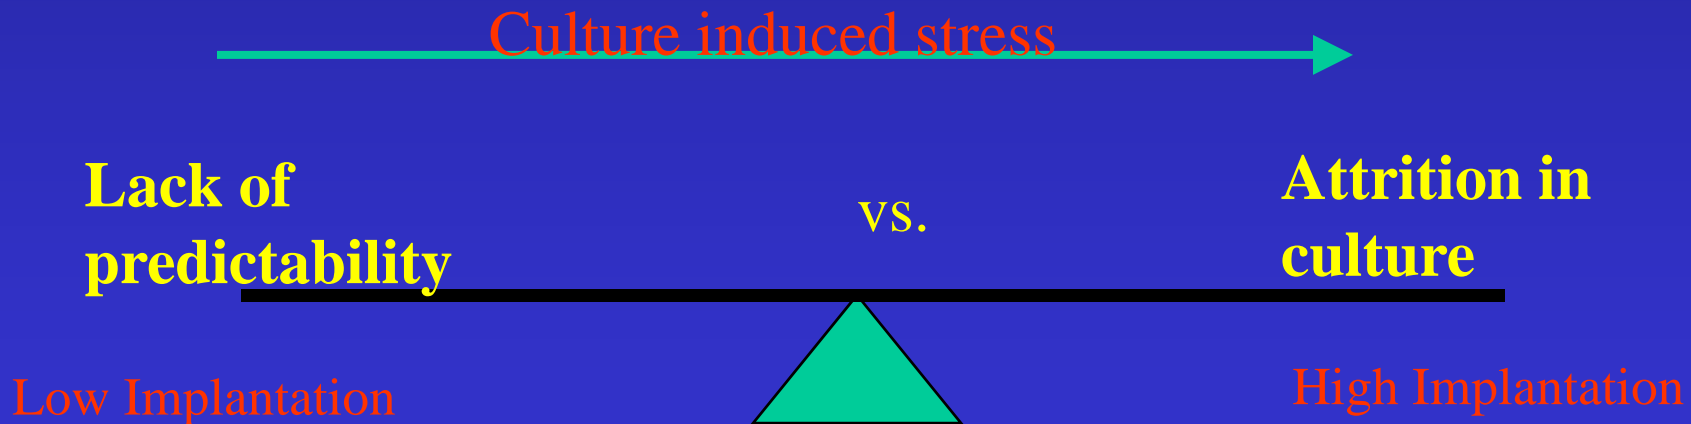 Culture induced stress
Lack of
predictability
vs.
Attrition in
culture
Low Implantation
High Implantation